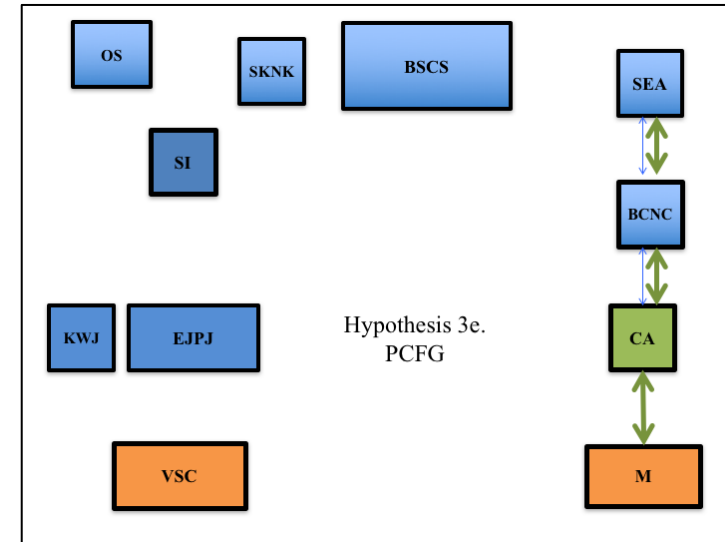 OS
SKNK
BSCS
SEA
SI
BCNC
KWJ
EJPJ
Hypothesis 3e.
PCFG
CA
VSC
M